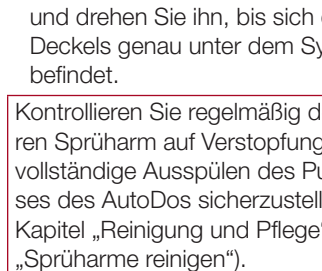 und drehen Sie ihn, bis sich
Deckels genau unter dem Sy
befindet.
Kontrollieren Sie regelmäßig d
ren Sprüharm auf Verstopfung
vollständige Ausspülen des Pu
ses des AutoDos sicherzustell
Kapitel „Reinigung und Pflege“
„Sprüharme reinigen“).